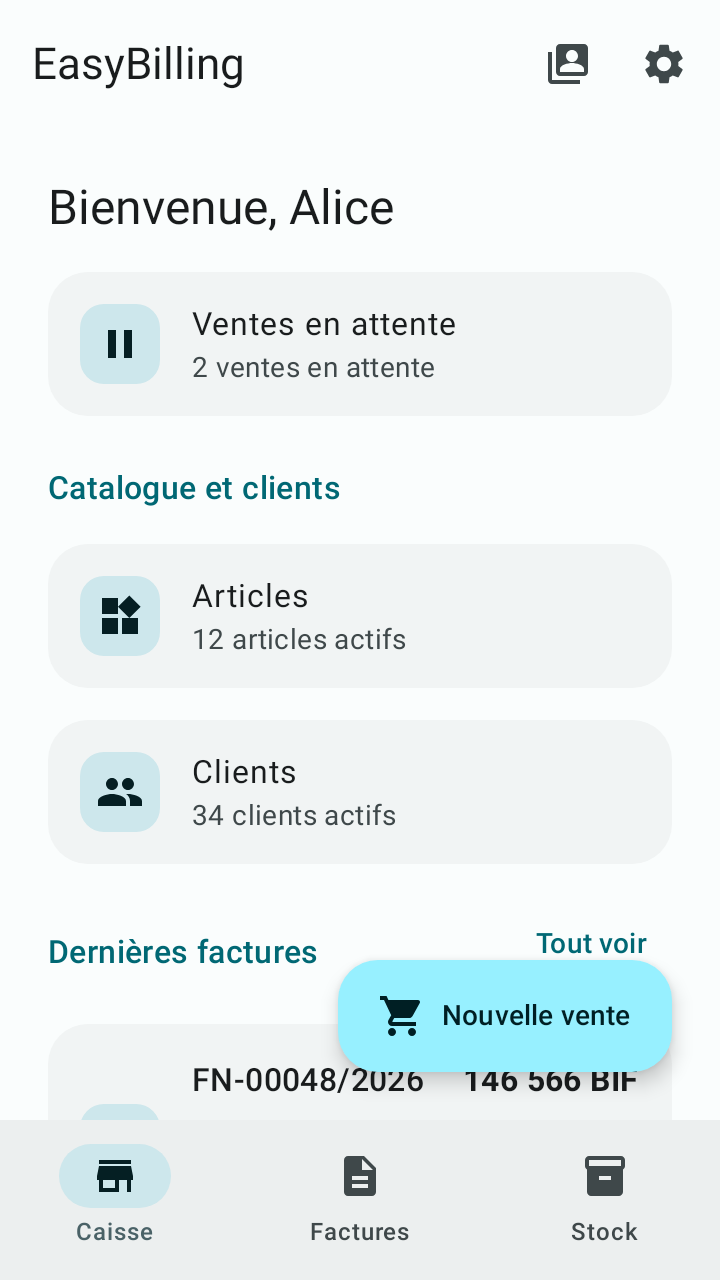 EasyBilling
Bienvenue, Alice
Ventes en attente
2 ventes en attente
Catalogue et clients
Articles
12 articles actifs
Clients
34 clients actifs
Dernières factures
Tout voir
Nouvelle vente
FN-00048/2026
146 566 BIF
Caisse
Factures
Stock